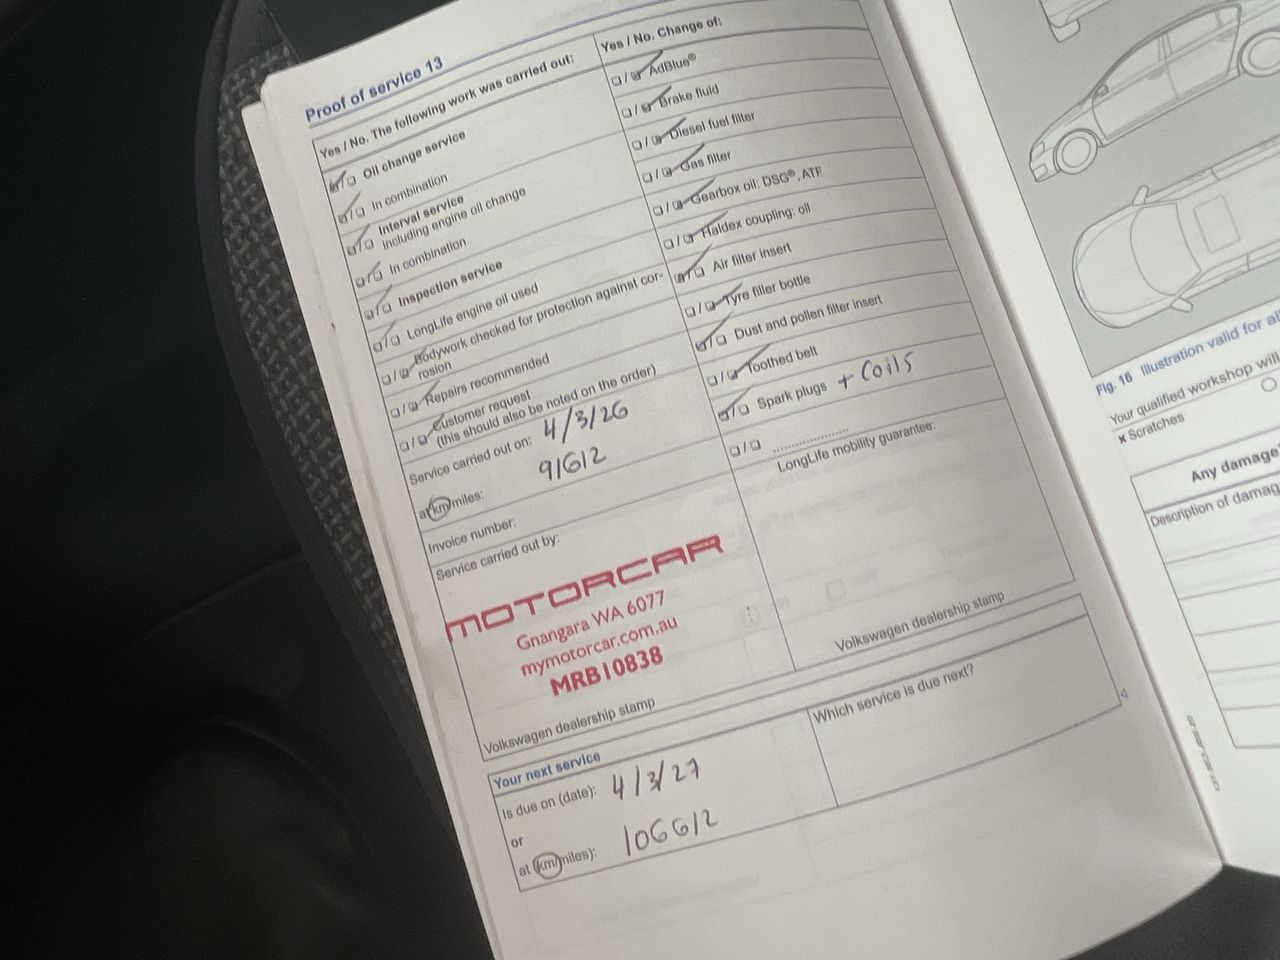 Proof of service 13
Yes / No. The following work was carried out:
Oil change service
In combination
Interval service
including engine oil change
In combination
Inspection service
LongLife engine oil used
Bodywork checked for protection against cor-
rosion
Repairs recommended
Customer request
(this should also be noted on the order)
Service carried out on: 4/3/26
at km/miles: 91612
Invoice number:
Service carried out by:
MOTORCAR
Gnangara WA 6077
mymotorcar.com.au
MRB10838
Volkswagen dealership stamp
Yes / No. Change of:
AdBlue®
Brake fluid
Diesel fuel filter
Gas filter
Gearbox oil: DSG®, ATF
Haldex coupling: oil
Air filter insert
Tyre filler bottle
Dust and pollen filter insert
Toothed belt
Spark plugs + Coils
....................
LongLife mobility guarantee:
Volkswagen dealership stamp
Your next service
Is due on (date): 4/3/27
or
at (km/miles): 106612
Which service is due next?
Fig. 16 Illustration valid for all
Your qualified workshop will
x Scratches
Any damage
Description of damag